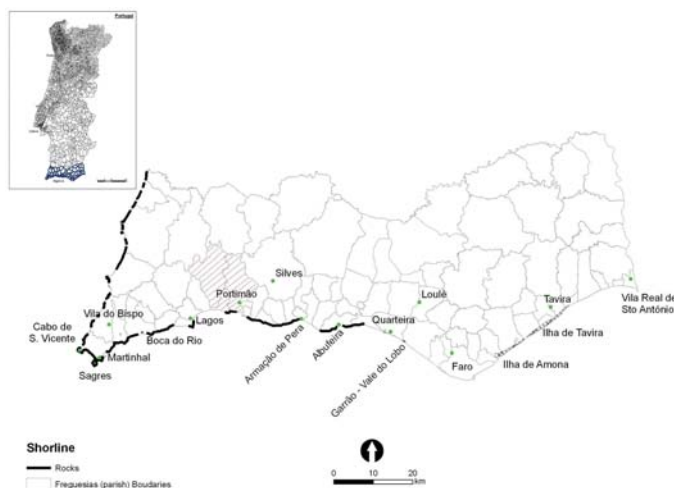 Portugal
Silves
Portimão
Loulè
Vila do Bispo
Lagos
Tavira
Vila Real de
Sto António
Cabo de
S. Vicente
Boca do Rio
Quarteira
Ilha de Tavira
Martinhal
Armação de Pera
Albufeira
Garrão - Vale do Lobo
Faro
Ilha de Amona
Sagres
Shorline
Rocks
Freguesias (parish) Boudaries
0 10 20
km